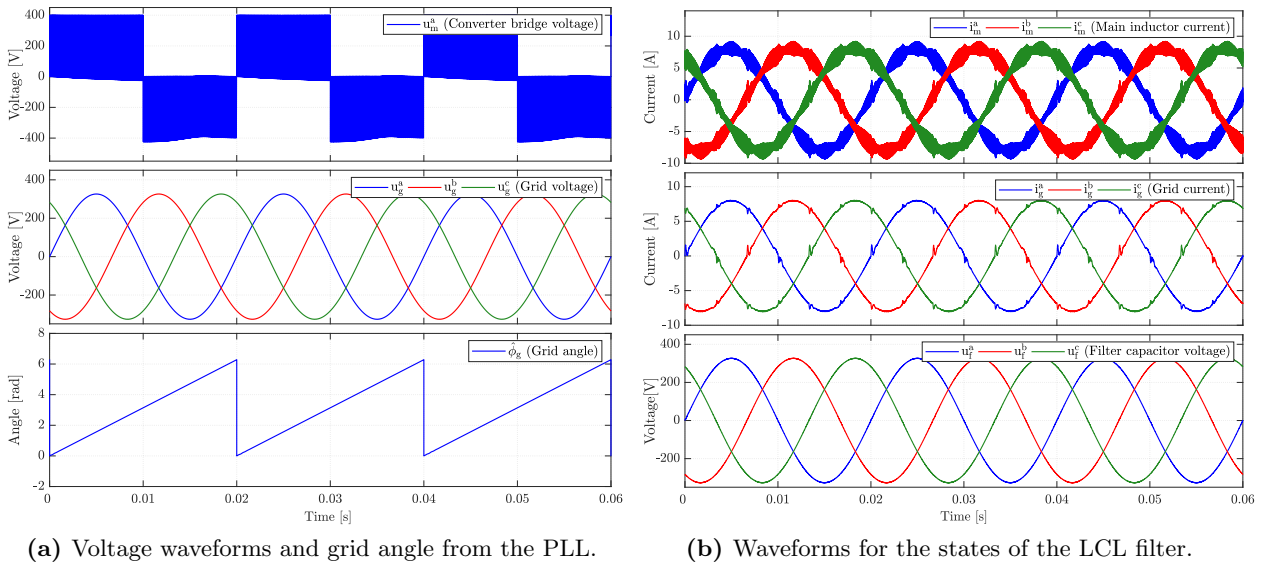 400
200
0
-200
-400
Voltage [V]
u_m^a (Converter bridge voltage)
400
200
0
-200
Voltage [V]
u_g^a u_g^b u_g^c (Grid voltage)
8
6
4
2
0
-2
Angle [rad]
ϕ̂_g (Grid angle)
0 0.01 0.02 0.03 0.04 0.05 0.06
Time [s]
(a) Voltage waveforms and grid angle from the PLL.
10
5
0
-5
-10
Current [A]
i_m^a i_m^b i_m^c (Main inductor current)
10
5
0
-5
-10
Current [A]
i_g^a i_g^b i_g^c (Grid current)
400
200
0
-200
Voltage[V]
u_f^a u_f^b u_f^c (Filter capacitor voltage)
0 0.01 0.02 0.03 0.04 0.05 0.06
Time [s]
(b) Waveforms for the states of the LCL filter.